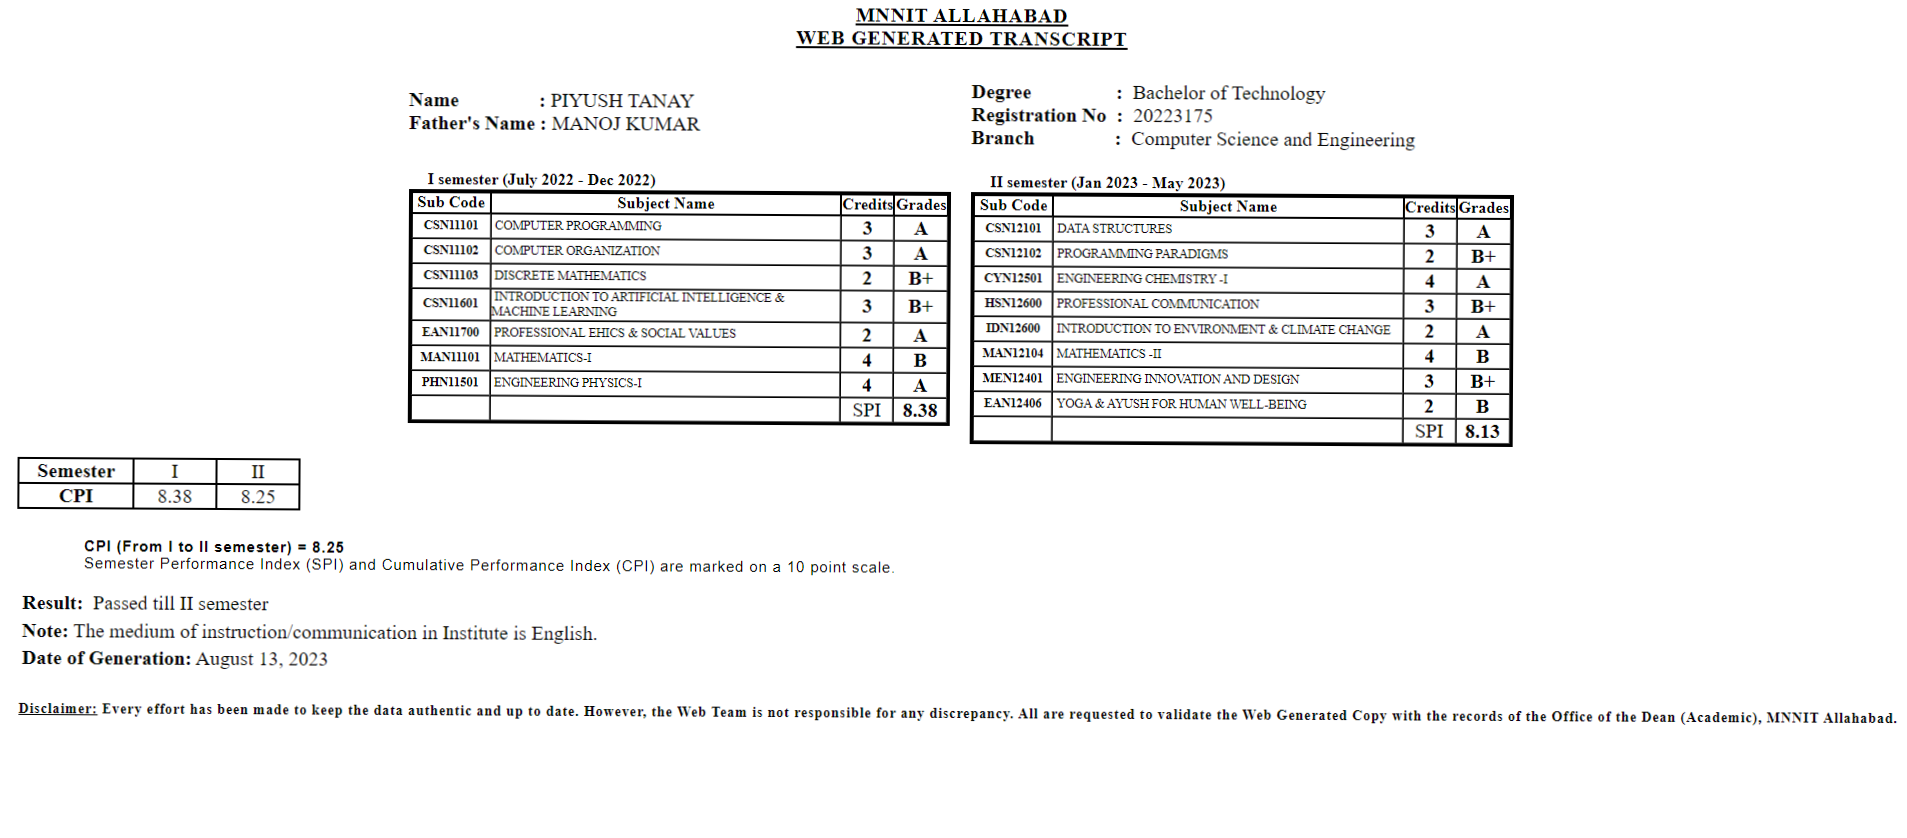 MNNIT ALLAHABAD
WEB GENERATED TRANSCRIPT
Name : PIYUSH TANAY
Father's Name : MANOJ KUMAR
Degree : Bachelor of Technology
Registration No : 20223175
Branch : Computer Science and Engineering
I semester (July 2022 - Dec 2022)
Sub Code Subject Name Credits Grades
CSN11101 COMPUTER PROGRAMMING 3 A
CSN11102 COMPUTER ORGANIZATION 3 A
CSN11103 DISCRETE MATHEMATICS 2 B+
CSN11601 INTRODUCTION TO ARTIFICIAL INTELLIGENCE &
MACHINE LEARNING 3 B+
EAN11700 PROFESSIONAL EHICS & SOCIAL VALUES 2 A
MAN11101 MATHEMATICS-I 4 B
PHN11501 ENGINEERING PHYSICS-I 4 A
SPI 8.38
II semester (Jan 2023 - May 2023)
Sub Code Subject Name Credits Grades
CSN12101 DATA STRUCTURES 3 A
CSN12102 PROGRAMMING PARADIGMS 2 B+
CYN12501 ENGINEERING CHEMISTRY -I 4 A
HSN12600 PROFESSIONAL COMMUNICATION 3 B+
IDN12600 INTRODUCTION TO ENVIRONMENT & CLIMATE CHANGE 2 A
MAN12104 MATHEMATICS -II 4 B
MEN12401 ENGINEERING INNOVATION AND DESIGN 3 B+
EAN12406 YOGA & AYUSH FOR HUMAN WELL-BEING 2 B
SPI 8.13
Semester I II
CPI 8.38 8.25
CPI (From I to II semester) = 8.25
Semester Performance Index (SPI) and Cumulative Performance Index (CPI) are marked on a 10 point scale.
Result: Passed till II semester
Note: The medium of instruction/communication in Institute is English.
Date of Generation: August 13, 2023
Disclaimer: Every effort has been made to keep the data authentic and up to date. However, the Web Team is not responsible for any discrepancy. All are requested to validate the Web Generated Copy with the records of the Office of the Dean (Academic), MNNIT Allahabad.